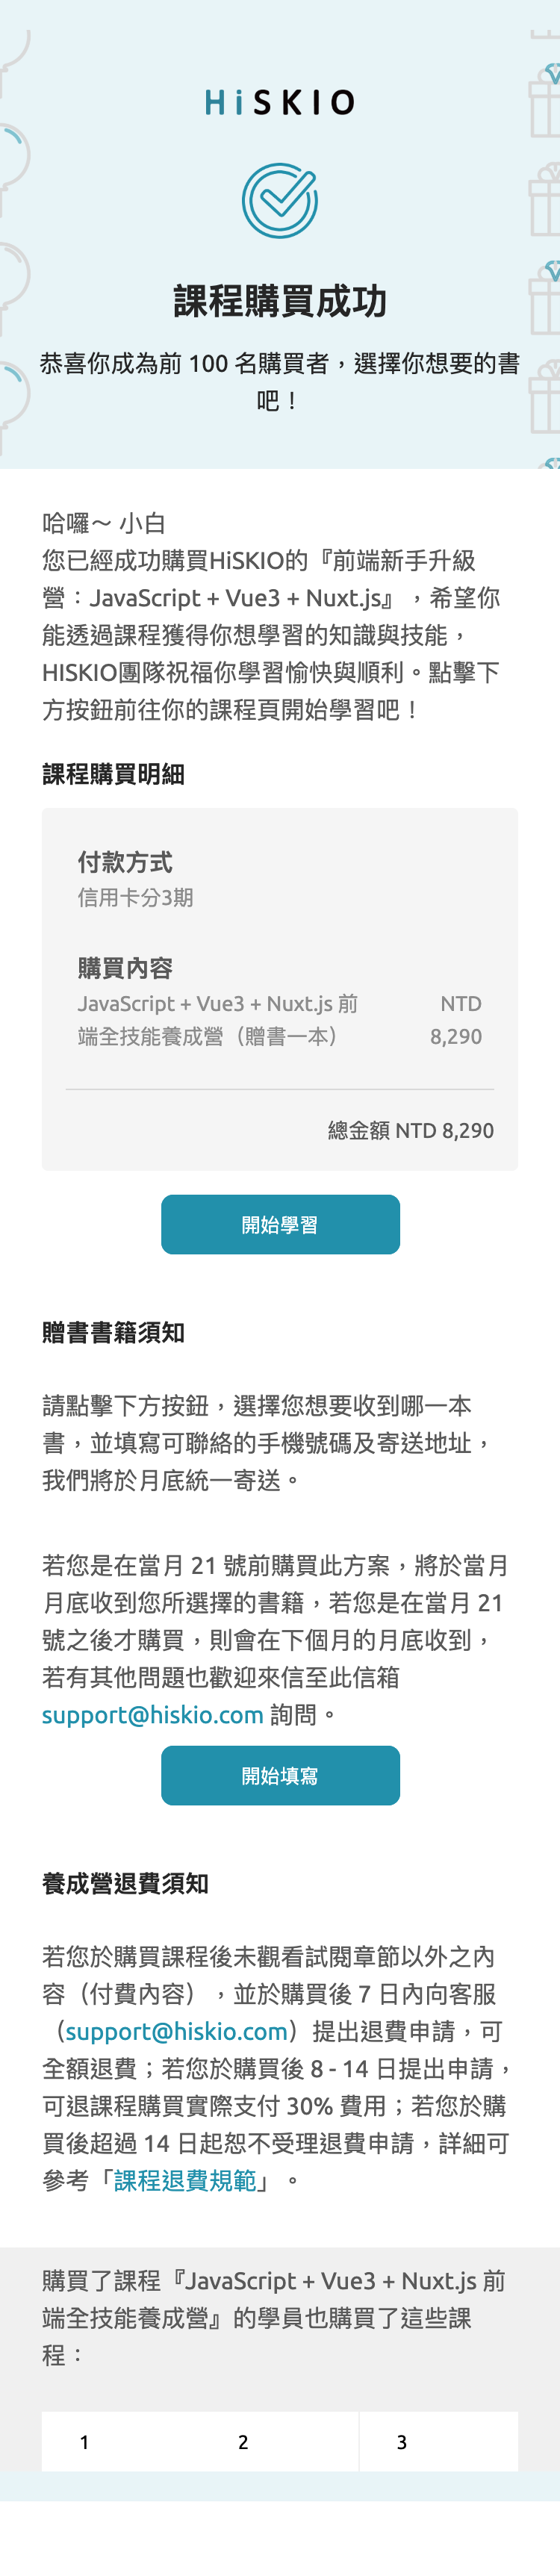 HiSKIO
課程購買成功
恭喜你成為前 100 名購買者，選擇你想要的書
吧！
哈囉～ 小白
您已經成功購買HiSKIO的『前端新手升級
營：JavaScript + Vue3 + Nuxt.js』，希望你
能透過課程獲得你想學習的知識與技能，
HISKIO團隊祝福你學習愉快與順利。點擊下
方按鈕前往你的課程頁開始學習吧！
課程購買明細
付款方式
信用卡分3期
購買內容
JavaScript + Vue3 + Nuxt.js 前 NTD
端全技能養成營（贈書一本） 8,290
總金額 NTD 8,290
開始學習
贈書書籍須知
請點擊下方按鈕，選擇您想要收到哪一本
書，並填寫可聯絡的手機號碼及寄送地址，
我們將於月底統一寄送。
若您是在當月 21 號前購買此方案，將於當月
月底收到您所選擇的書籍，若您是在當月 21
號之後才購買，則會在下個月的月底收到，
若有其他問題也歡迎來信至此信箱
support@hiskio.com 詢問。
開始填寫
養成營退費須知
若您於購買課程後未觀看試閱章節以外之內
容（付費內容），並於購買後 7 日內向客服
（support@hiskio.com）提出退費申請，可
全額退費；若您於購買後 8 - 14 日提出申請，
可退課程購買實際支付 30% 費用；若您於購
買後超過 14 日起恕不受理退費申請，詳細可
參考「課程退費規範」。
購買了課程『JavaScript + Vue3 + Nuxt.js 前
端全技能養成營』的學員也購買了這些課
程：
1 2 3